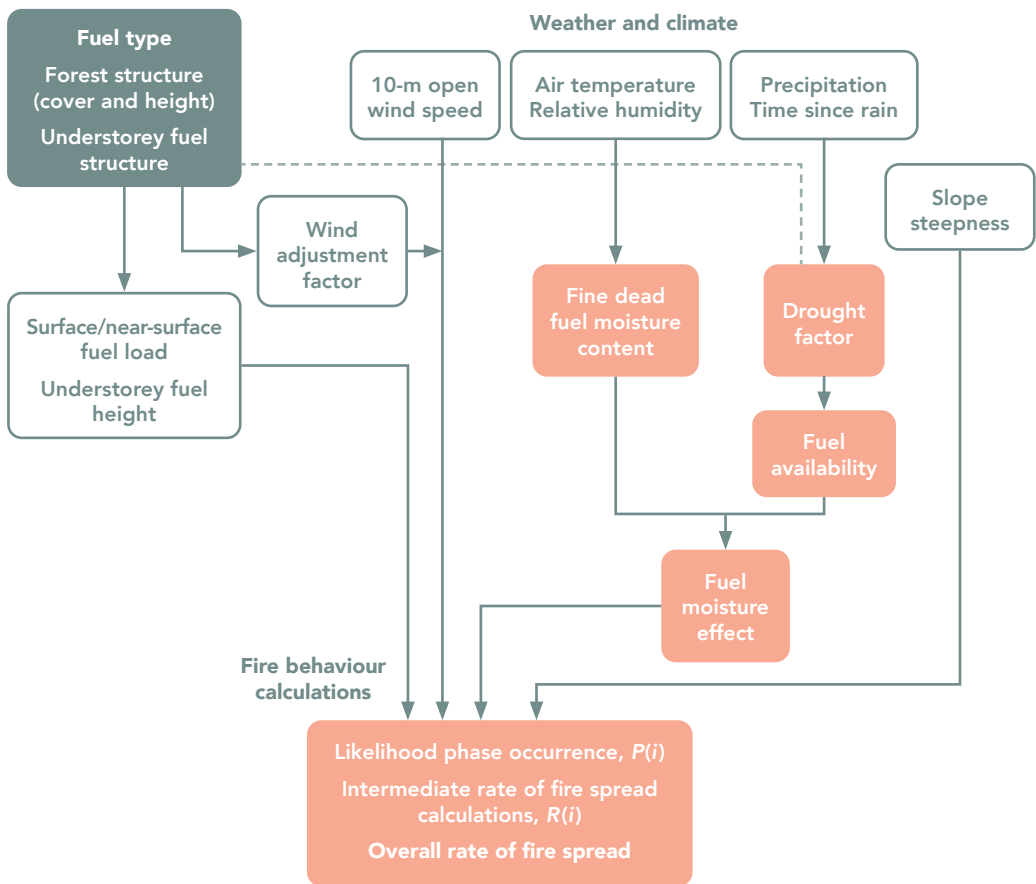 Fuel type
Forest structure
(cover and height)
Understorey fuel
structure
Weather and climate
10-m open
wind speed
Air temperature
Relative humidity
Precipitation
Time since rain
Slope
steepness
Wind
adjustment
factor
Surface/near-surface
fuel load
Understorey fuel
height
Fine dead
fuel moisture
content
Drought
factor
Fuel
availability
Fuel
moisture
effect
Fire behaviour
calculations
Likelihood phase occurrence, P(i)
Intermediate rate of fire spread
calculations, R(i)
Overall rate of fire spread